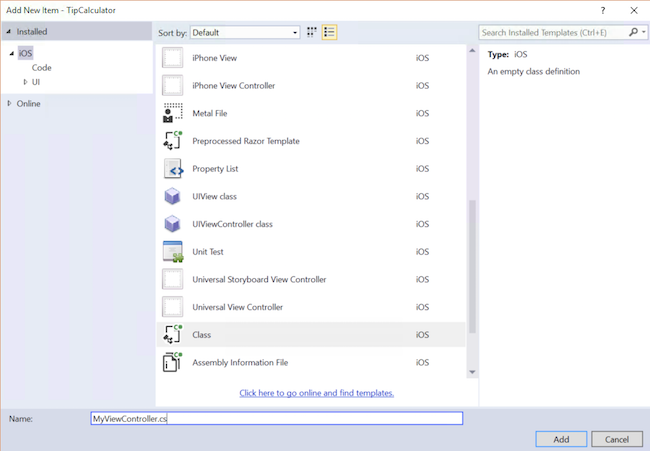 Add New Item - TipCalculator
? ×
Installed
Sort by: Default
Search Installed Templates (Ctrl+E)
iOS
Code
UI
Online
iPhone View iOS
iPhone View Controller iOS
Metal File iOS
Preprocessed Razor Template iOS
Property List iOS
UIView class iOS
UIViewController class iOS
Unit Test iOS
Universal Storyboard View Controller iOS
Universal View Controller iOS
Class iOS
Assembly Information File iOS
Click here to go online and find templates.
Type: iOS
An empty class definition
Name: MyViewController.cs
Add Cancel